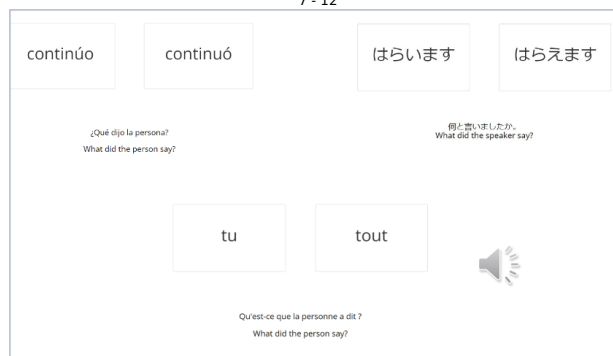 7 - 12
continúo
continuó
はらいます
はらえます
¿Qué dijo la persona?
What did the person say?
何と言いましたか。
What did the speaker say?
tu
tout
Qu'est-ce que la personne a dit ?
What did the person say?